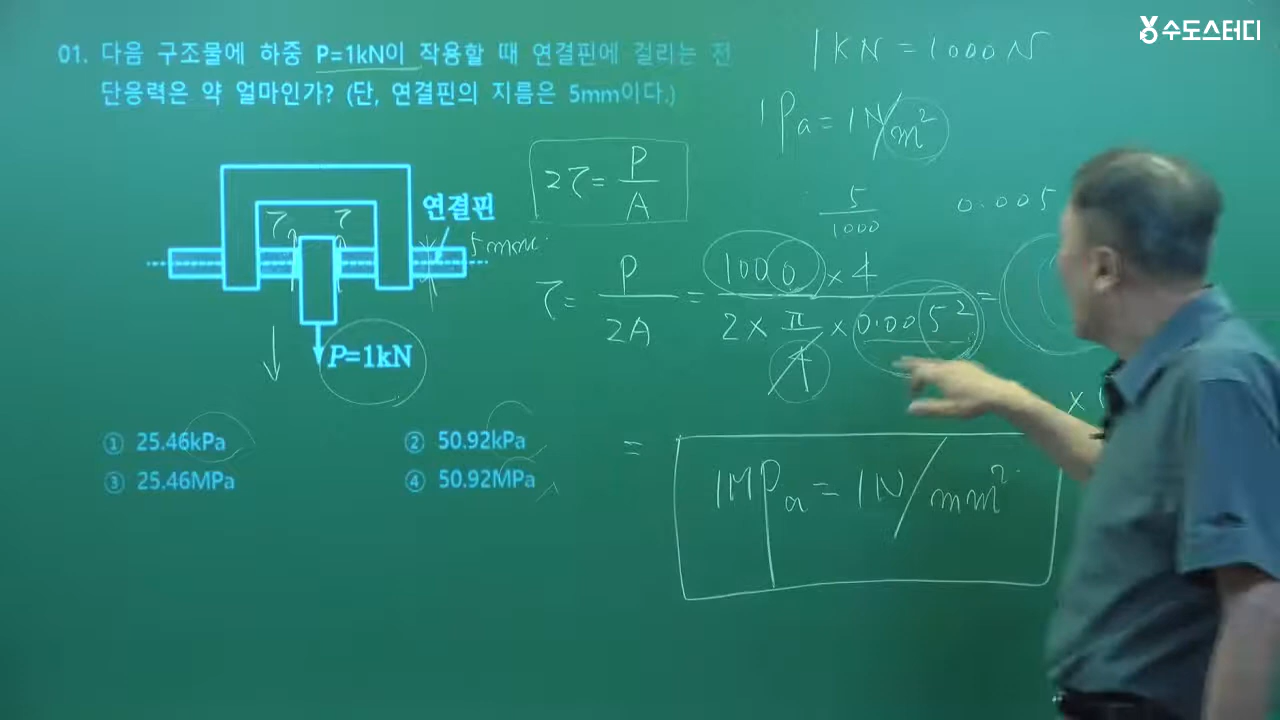 수도스터디
01. 다음 구조물에 하중 P=1kN이 작용할 때 연결핀에 걸리는 전
단응력은 약 얼마인가? (단, 연결핀의 지름은 5mm이다.)
1KN = 1000N
1Pa = 1N/m²
2τ = P/A
5/1000
0.005
τ τ
연결핀
5mm
P=1kN
τ = P/2A = 1000 × 4 / 2 × π/4 × 0.005² =
① 25.46kPa
② 50.92kPa
③ 25.46MPa
④ 50.92MPa
= 1MPa = 1N/mm²